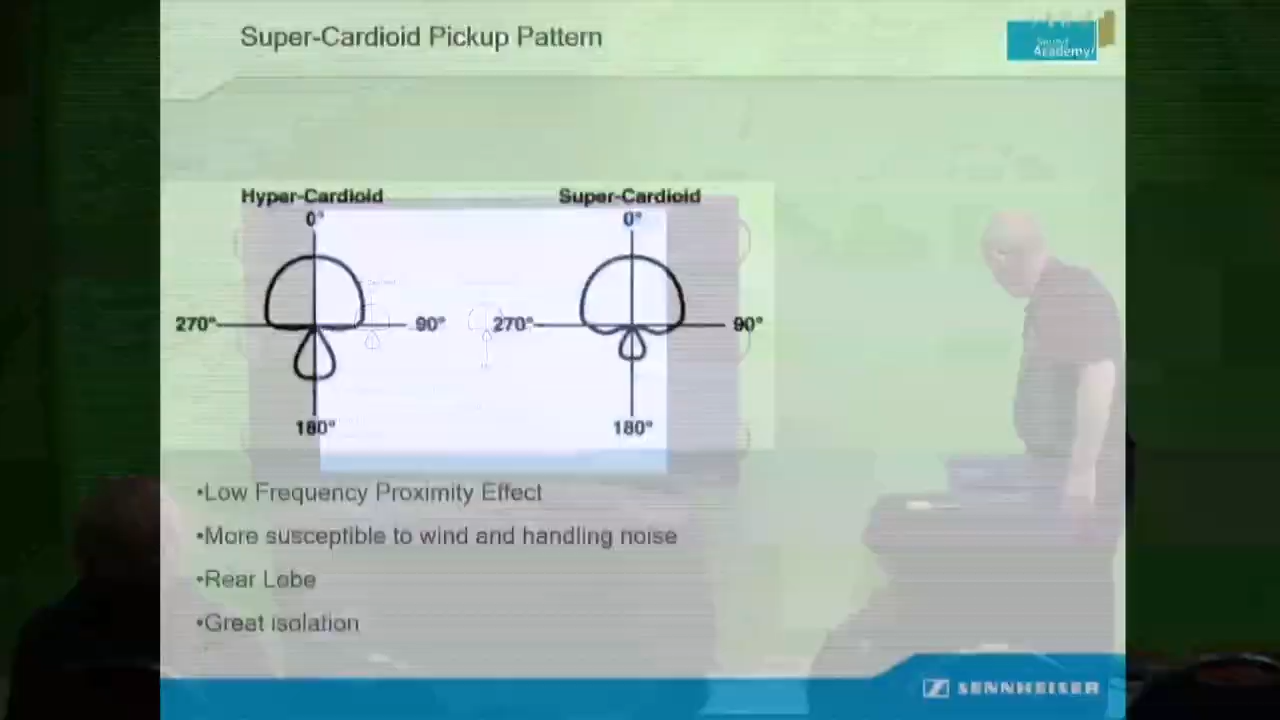 Super-Cardioid Pickup Pattern
Sound
Academy
Hyper-Cardioid
Super-Cardioid
0°
0°
270°
90°
270°
90°
180°
180°
•Low Frequency Proximity Effect
•More susceptible to wind and handling noise
•Rear Lobe
•Great isolation
SENNHEISER